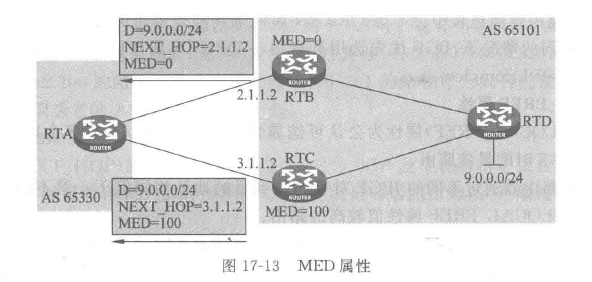 D=9.0.0.0/24
NEXT_HOP=2.1.1.2
MED=0
MED=0
AS 65101
ROUTER
2.1.1.2
RTB
RTA
ROUTER
RTD
ROUTER
3.1.1.2
RTC
9.0.0.0/24
ROUTER
AS 65330
D=9.0.0.0/24
NEXT_HOP=3.1.1.2
MED=100
MED=100
图 17-13 MED 属性